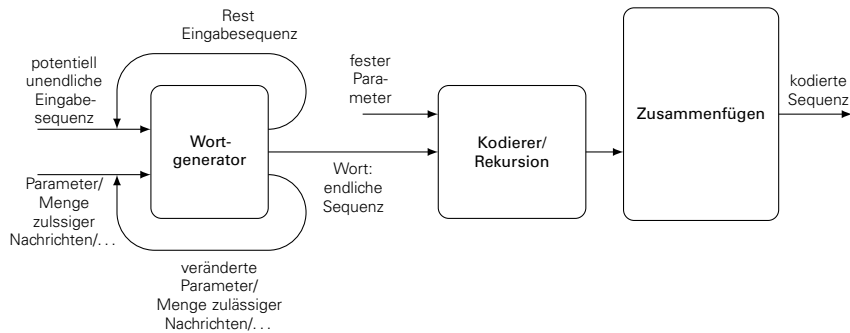 Rest
Eingabesequenz
potentiell
unendliche
Eingabe-
sequenz
Wort-
generator
Parameter/
Menge
zulssiger
Nachrichten/...
veränderte
Parameter/
Menge zulässiger
Nachrichten/...
fester
Para-
meter
Wort:
endliche
Sequenz
Kodierer/
Rekursion
Zusammenfügen
kodierte
Sequenz